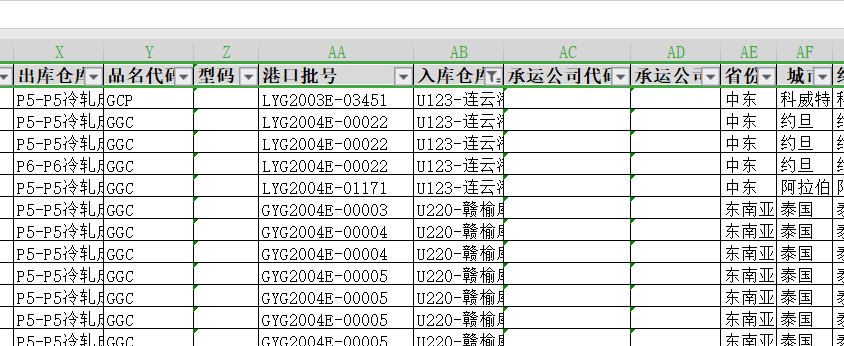 X Y Z AA AB AC AD AE AF
出库仓库 品名代码 型码 港口批号 入库仓库 承运公司代码 承运公司 省份 城市
P5-P5冷轧 GCP LYG2003E-03451 U123-连云 中东 科威特
P5-P5冷轧 GGC LYG2004E-00022 U123-连云 中东 约旦
P5-P5冷轧 GGC LYG2004E-00022 U123-连云 中东 约旦
P6-P6冷轧 GGC LYG2004E-00022 U123-连云 中东 约旦
P5-P5冷轧 GGC LYG2004E-01171 U123-连云 中东 阿拉伯
P5-P5冷轧 GGC GYG2004E-00003 U220-赣榆 东南亚 泰国
P5-P5冷轧 GGC GYG2004E-00004 U220-赣榆 东南亚 泰国
P5-P5冷轧 GGC GYG2004E-00004 U220-赣榆 东南亚 泰国
P5-P5冷轧 GGC GYG2004E-00005 U220-赣榆 东南亚 泰国
P5-P5冷轧 GGC GYG2004E-00005 U220-赣榆 东南亚 泰国
P5-P5冷轧 GGC GYG2004E-00005 U220-赣榆 东南亚 泰国
P5-P5冷轧 GGC GYG2004E-00005 U220-赣榆 东南亚 泰国